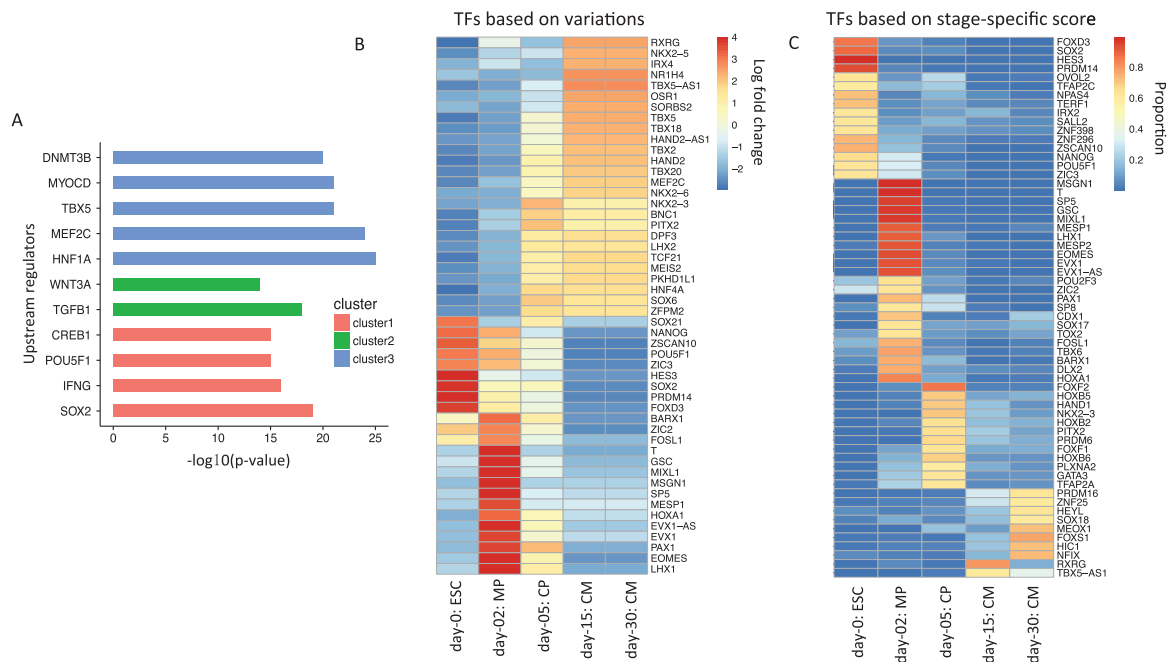 A
DNMT3B
MYOCD
TBX5
MEF2C
HNF1A
WNT3A
TGFB1
CREB1
POU5F1
IFNG
SOX2
Upstream regulators
0 5 10 15 20 25
-log10(p-value)
cluster
cluster1
cluster2
cluster3
B
TFs based on variations
RXRG
NKX2-5
IRX4
NR1H4
TBX5-AS1
OSR1
SORBS2
TBX5
TBX18
HAND2-AS1
TBX2
HAND2
TBX20
MEF2C
NKX2-6
NKX2-3
BNC1
PITX2
DPF3
LHX2
TCF21
MEIS2
PKHD1L1
HNF4A
SOX6
ZFPM2
SOX21
NANOG
ZSCAN10
POU5F1
ZIC3
HES3
SOX2
PRDM14
FOXD3
BARX1
ZIC2
FOSL1
T
GSC
MIXL1
MSGN1
SP5
MESP1
HOXA1
EVX1-AS
EVX1
PAX1
EOMES
LHX1
day-0: ESC
day-02: MP
day-05: CP
day-15: CM
day-30: CM
4
3
2
1
0
−1
−2
Log fold change
C
TFs based on stage-specific score
FOXD3
SOX2
HES3
PRDM14
OVOL2
TFAP2C
NPAS4
TERF1
IRX2
SALL2
ZNF398
ZNF296
ZSCAN10
NANOG
POU5F1
ZIC3
MSGN1
T
SP5
GSC
MIXL1
MESP1
LHX1
MESP2
EOMES
EVX1
EVX1-AS
POU2F3
ZIC2
PAX1
SP8
CDX1
SOX17
TOX2
FOSL1
TBX6
BARX1
DLX2
HOXA1
FOXF2
HOXB5
HAND1
NKX2-3
HOXB2
PITX2
PRDM6
FOXF1
HOXB6
PLXNA2
GATA3
TFAP2A
PRDM16
ZNF25
HEYL
SOX18
MEOX1
FOXS1
HIC1
NFIX
RXRG
TBX5-AS1
day-0: ESC
day-02: MP
day-05: CP
day-15: CM
day-30: CM
0.8
0.6
0.4
0.2
Proportion